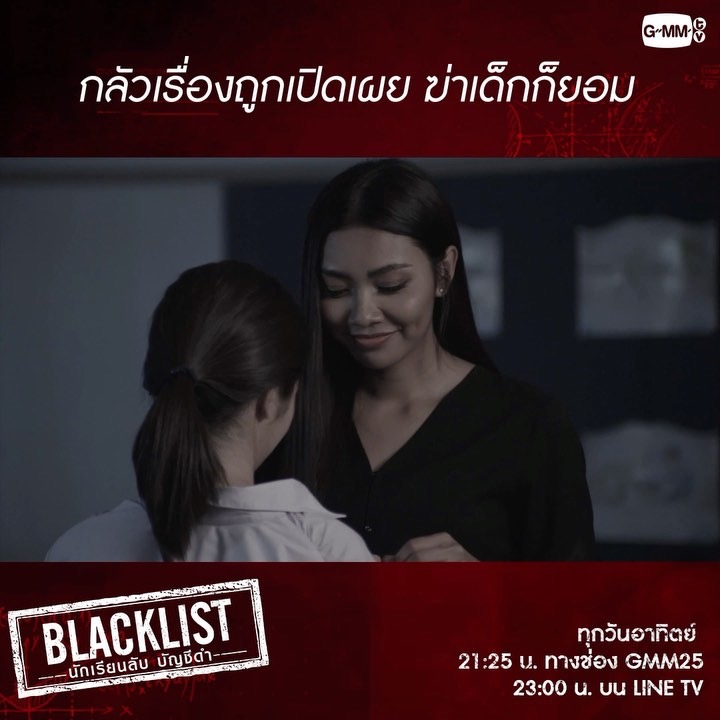 GMM
TV
กลัวเรื่องถูกเปิดเผย ฆ่าเด็กก็ยอม
BLACKLIST
นักเรียนลับ บัญชีดำ
ทุกวันอาทิตย์
21:25 น. ทางช่อง GMM25
23:00 น. บน LINE TV